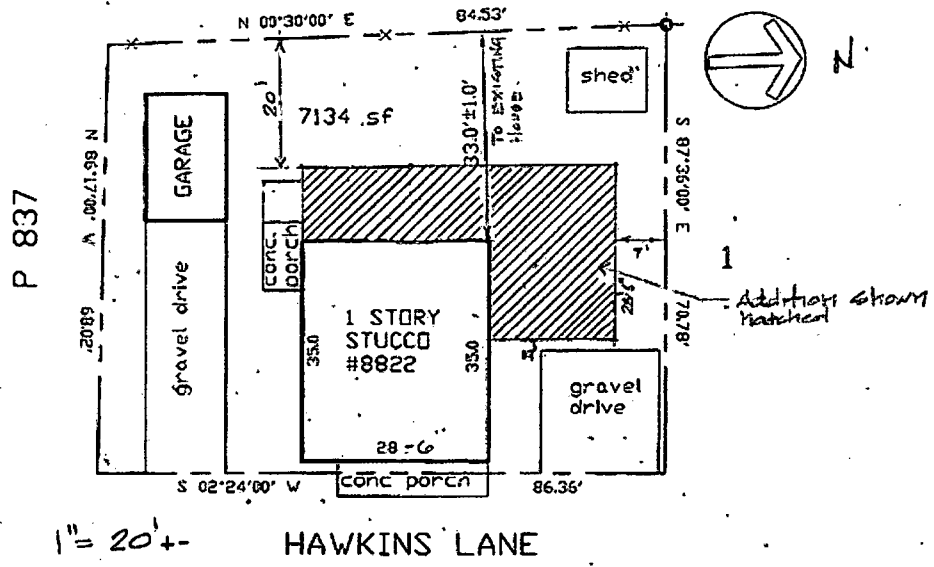 N 00°30'00" E
84.53'
20'
7134 .sf
33.0'±1.0'
TO EXISTING
shed
N
GARAGE
S 87°36'00" E
P 837
N 86°17'00" W
conc.
porch
7'
1
28'5"
Addition shown
hatched
70.78'
68.02'
gravel drive
1 STORY
STUCCO
#8822
35.0
35.0
gravel
drive
28-6"
S 02°24'00" W
conc porch
86.36'
1"= 20'+-
HAWKINS LANE